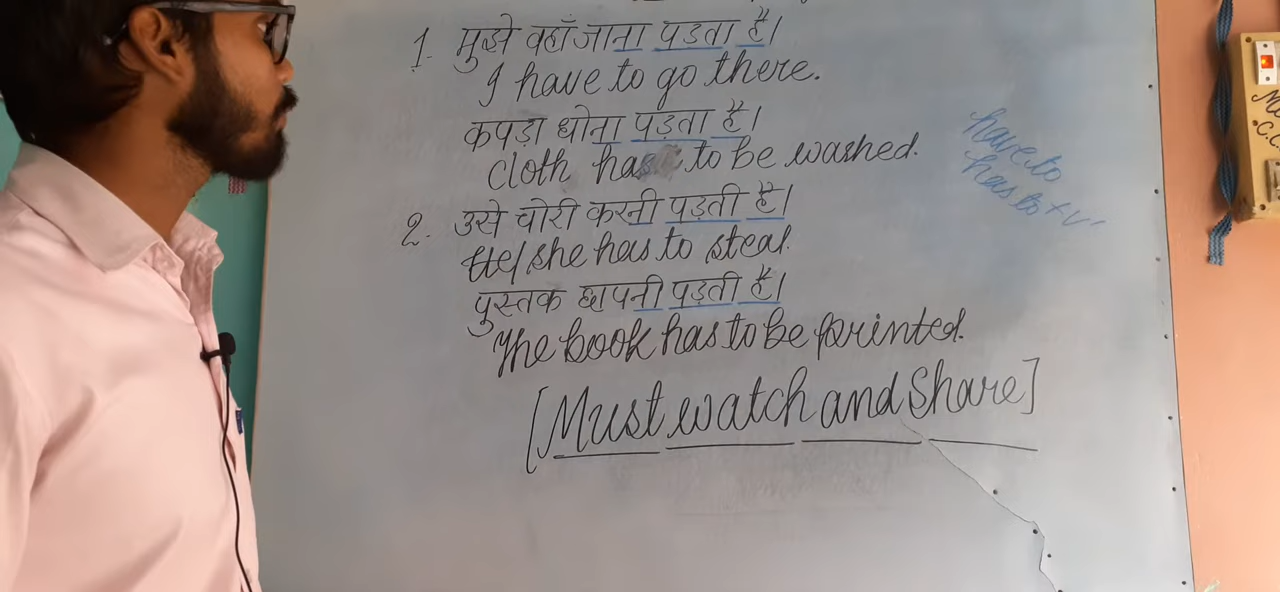 1. मुझे वहाँ जाना पड़ता है।
I have to go there.
कपड़ा धोना पड़ता है।
cloth has to be washed.
2. उसे चोरी करनी पड़ती है।
He/she has to steal.
पुस्तक छापनी पड़ती है।
The book has to be printed.
[Must watch and Share]
have to
has to + v